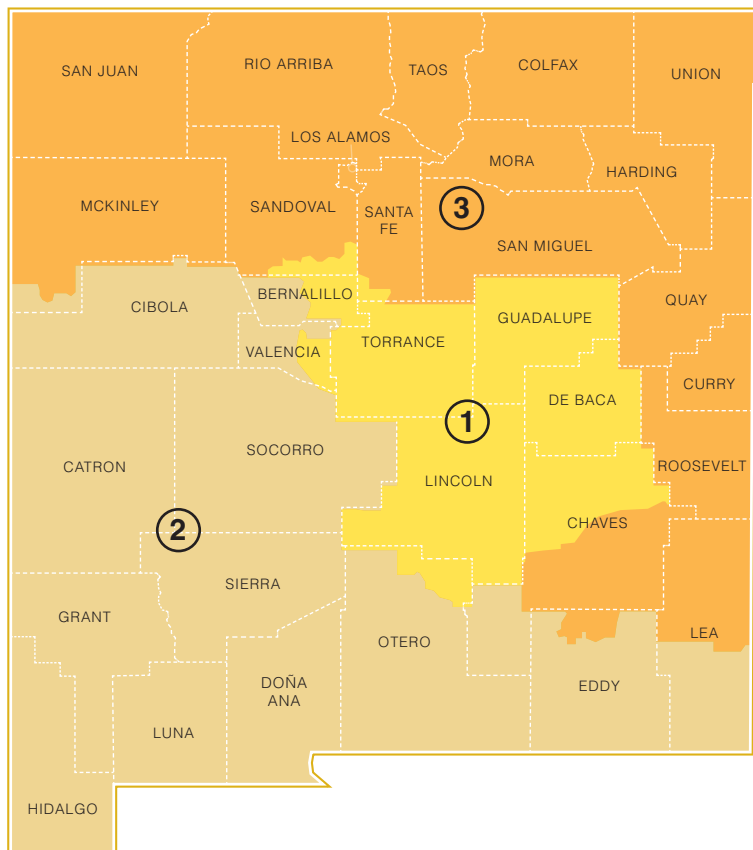 SAN JUAN
RIO ARRIBA
TAOS
COLFAX
UNION
LOS ALAMOS
MORA
HARDING
MCKINLEY
SANDOVAL
SANTA
FE
3
SAN MIGUEL
CIBOLA
BERNALILLO
QUAY
GUADALUPE
VALENCIA
TORRANCE
CURRY
DE BACA
1
SOCORRO
CATRON
LINCOLN
ROOSEVELT
2
CHAVES
SIERRA
GRANT
OTERO
LEA
DOÑA
ANA
EDDY
LUNA
HIDALGO